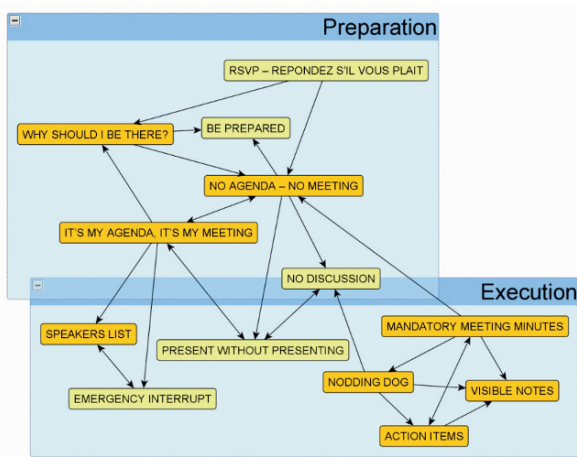 Preparation
RSVP – REPONDEZ S'IL VOUS PLAIT
BE PREPARED
WHY SHOULD I BE THERE?
NO AGENDA – NO MEETING
IT'S MY AGENDA, IT'S MY MEETING
NO DISCUSSION
Execution
SPEAKERS LIST
MANDATORY MEETING MINUTES
PRESENT WITHOUT PRESENTING
NODDING DOG
VISIBLE NOTES
EMERGENCY INTERRUPT
ACTION ITEMS